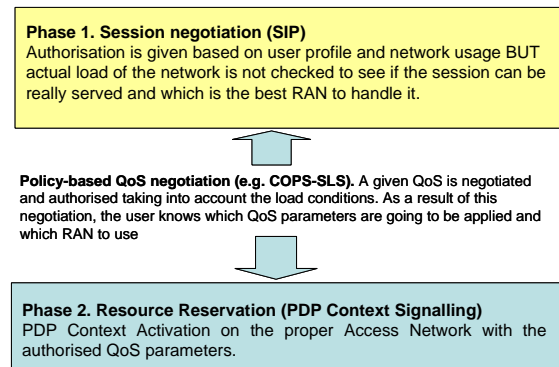 Phase 1. Session negotiation (SIP)
Authorisation is given based on user profile and network usage BUT
actual load of the network is not checked to see if the session can be
really served and which is the best RAN to handle it.
Policy-based QoS negotiation (e.g. COPS-SLS). A given QoS is negotiated
and authorised taking into account the load conditions. As a result of this
negotiation, the user knows which QoS parameters are going to be applied and
which RAN to use
Phase 2. Resource Reservation (PDP Context Signalling)
PDP Context Activation on the proper Access Network with the
authorised QoS parameters.